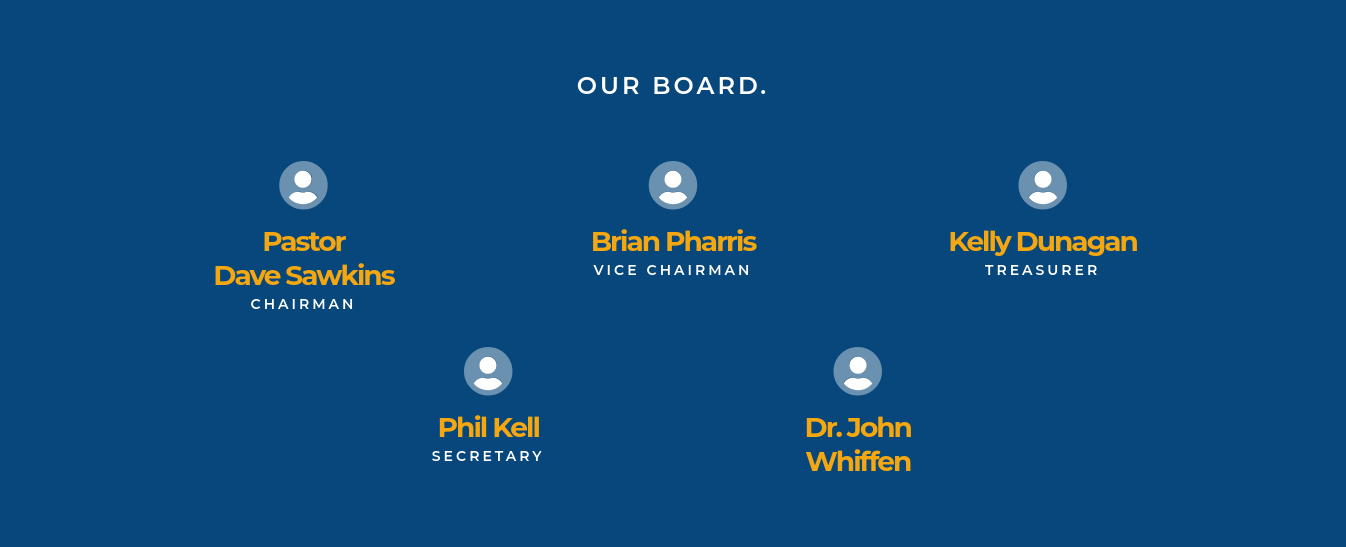 OUR BOARD.
Pastor
Dave Sawkins
CHAIRMAN
Brian Pharris
VICE CHAIRMAN
Kelly Dunagan
TREASURER
Phil Kell
SECRETARY
Dr. John
Whiffen